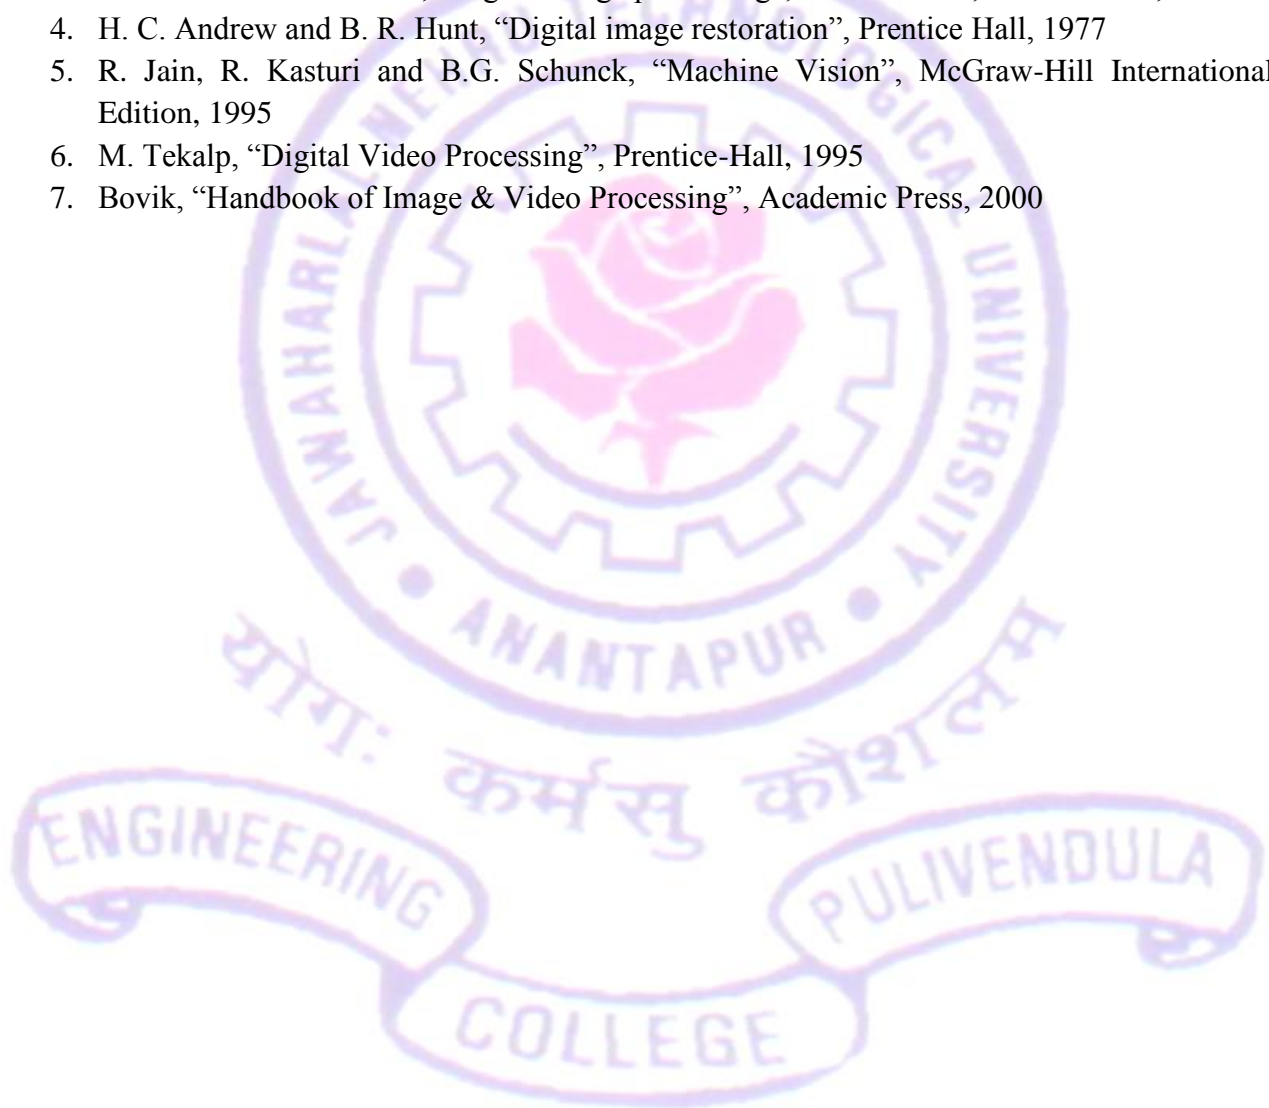 4. H. C. Andrew and B. R. Hunt, “Digital image restoration”, Prentice Hall, 1977
5. R. Jain, R. Kasturi and B.G. Schunck, “Machine Vision”, McGraw-Hill International
Edition, 1995
6. M. Tekalp, “Digital Video Processing”, Prentice-Hall, 1995
7. Bovik, “Handbook of Image & Video Processing”, Academic Press, 2000
JAWAHARLAL NEHRU TECHNOLOGICAL UNIVERSITY
• ANANTAPUR •
योगः कर्मसु कौशलम
ENGINEERING
COLLEGE
PULIVENDULA